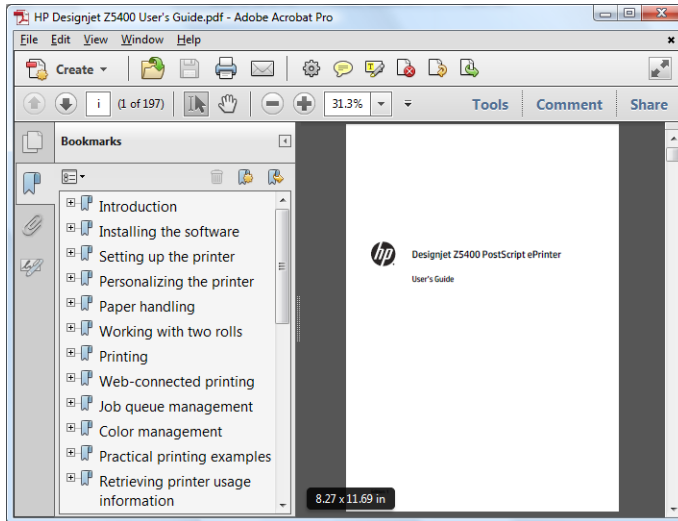 HP Designjet Z5400 User's Guide.pdf - Adobe Acrobat Pro
File Edit View Window Help
Create
i (1 of 197) 31.3% Tools Comment Share
Bookmarks
Introduction
Installing the software
Setting up the printer
Personalizing the printer
Paper handling
Working with two rolls
Printing
Web-connected printing
Job queue management
Color management
Practical printing examples
Retrieving printer usage
information
hp
Designjet Z5400 PostScript ePrinter
User's Guide
8.27 x 11.69 in